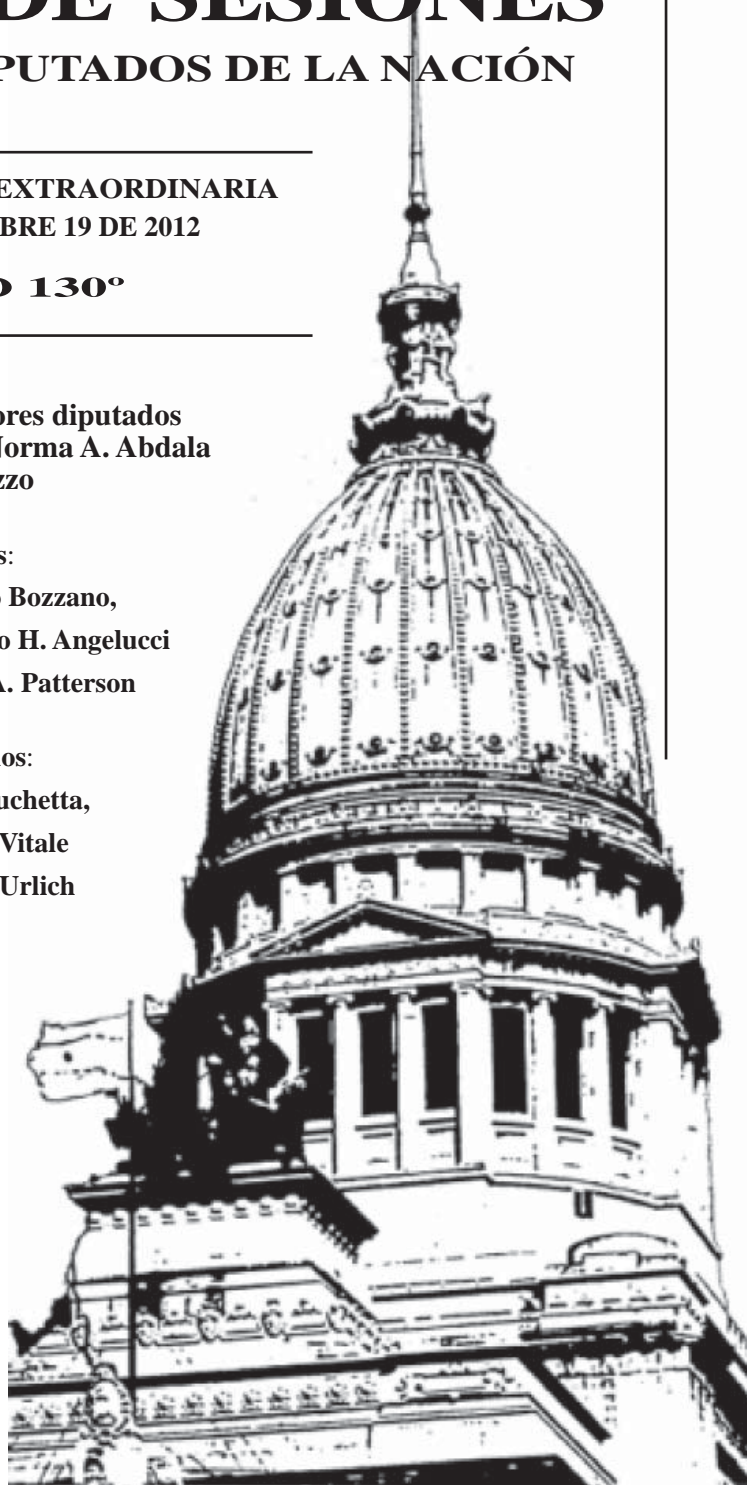 DE SESIONES
PUTADOS DE LA NACIÓN
EXTRAORDINARIA
BRE 19 DE 2012
O 130º
ores diputados
Norma A. Abdala
zzo
s:
o Bozzano,
o H. Angelucci
A. Patterson
ios:
uchetta,
Vitale
Urlich